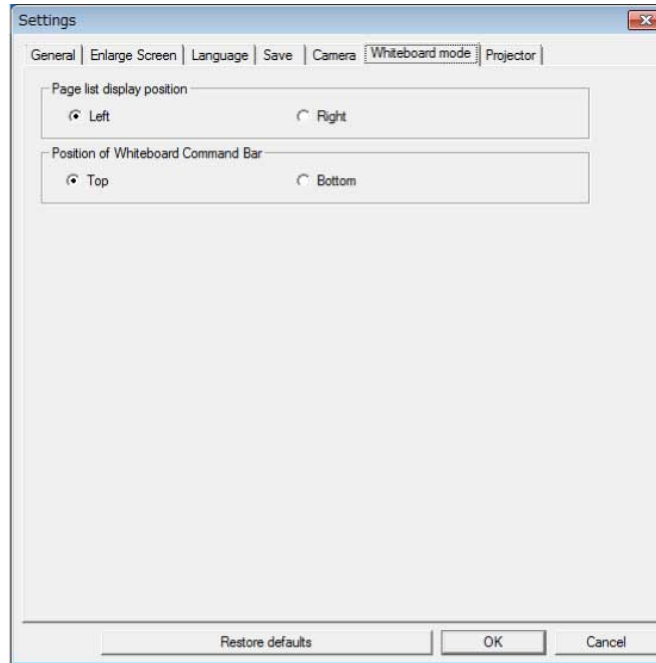 Settings
General Enlarge Screen Language Save Camera Whiteboard mode Projector
Page list display position
Left Right
Position of Whiteboard Command Bar
Top Bottom
Restore defaults OK Cancel